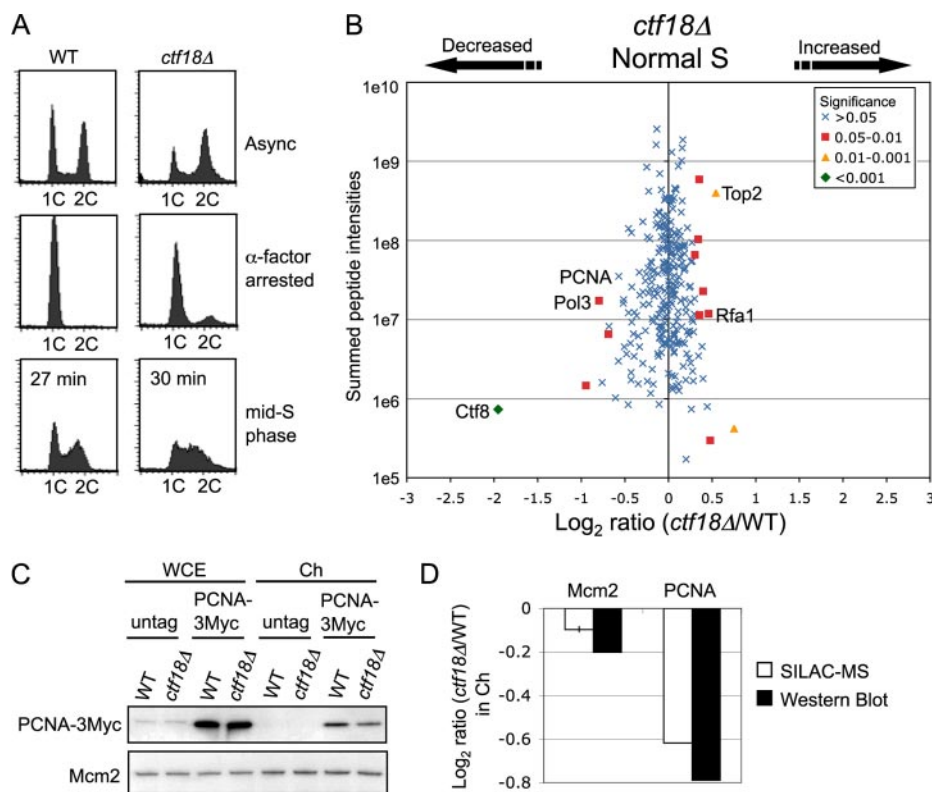 A
WT
ctf18Δ
Async
1C 2C
1C 2C
α-factor
arrested
1C 2C
1C 2C
27 min
30 min
mid-S
phase
1C 2C
1C 2C
B
ctf18Δ
Normal S
Decreased
Increased
Summed peptide intensities
1e10
1e9
1e8
1e7
1e6
1e5
Significance
>0.05
0.05-0.01
0.01-0.001
<0.001
Top2
PCNA
Pol3
Rfa1
Ctf8
-3 -2.5 -2 -1.5 -1 -0.5 0 0.5 1 1.5 2 2.5 3
Log2 ratio (ctf18Δ/WT)
C
WCE
Ch
untag
PCNA-
3Myc
untag
PCNA-
3Myc
WT
ctf18Δ
WT
ctf18Δ
WT
ctf18Δ
WT
ctf18Δ
PCNA-3Myc
Mcm2
D
Mcm2
PCNA
Log2 ratio (ctf18Δ/WT)
in Ch
0
-0.2
-0.4
-0.6
-0.8
SILAC-MS
Western Blot